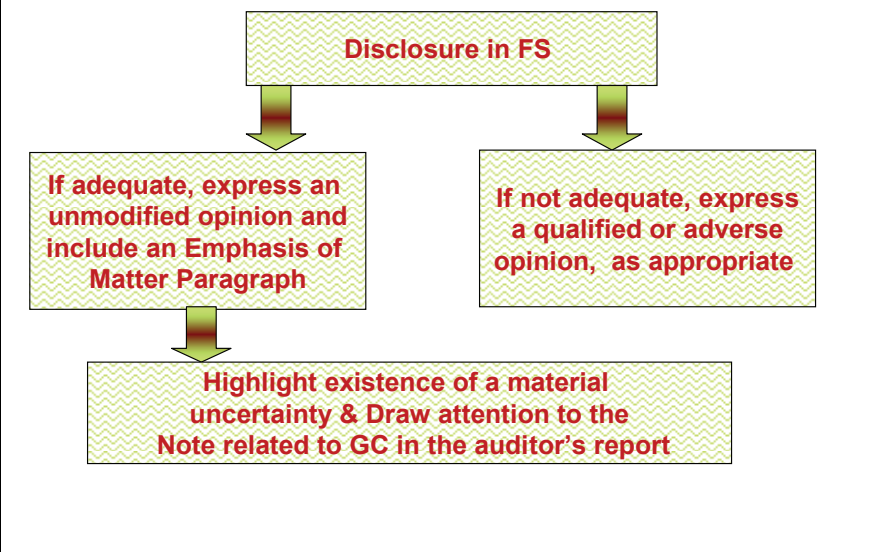 Disclosure in FS
If adequate, express an
unmodified opinion and
include an Emphasis of
Matter Paragraph
If not adequate, express
a qualified or adverse
opinion, as appropriate
Highlight existence of a material
uncertainty & Draw attention to the
Note related to GC in the auditor's report